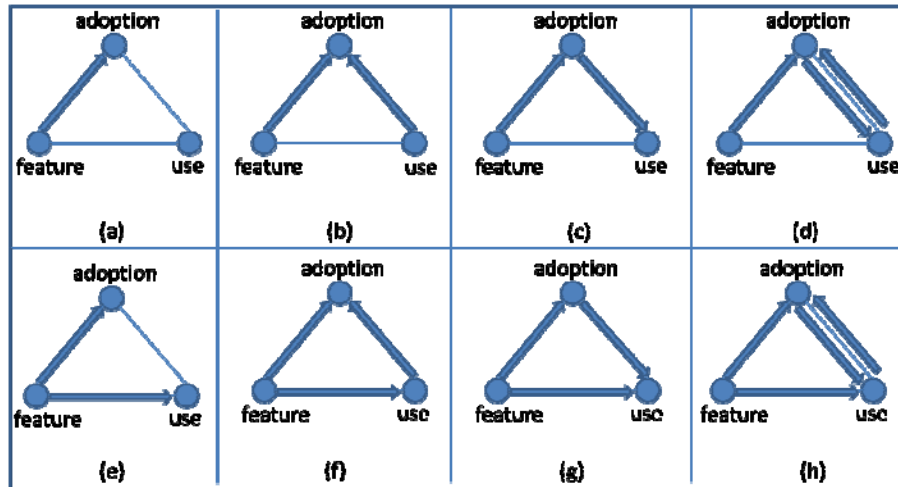 adoption adoption adoption adoption
feature use feature use feature use feature use
(a) (b) (c) (d)
adoption adoption adoption adoption
feature use feature use feature use feature use
(e) (f) (g) (h)